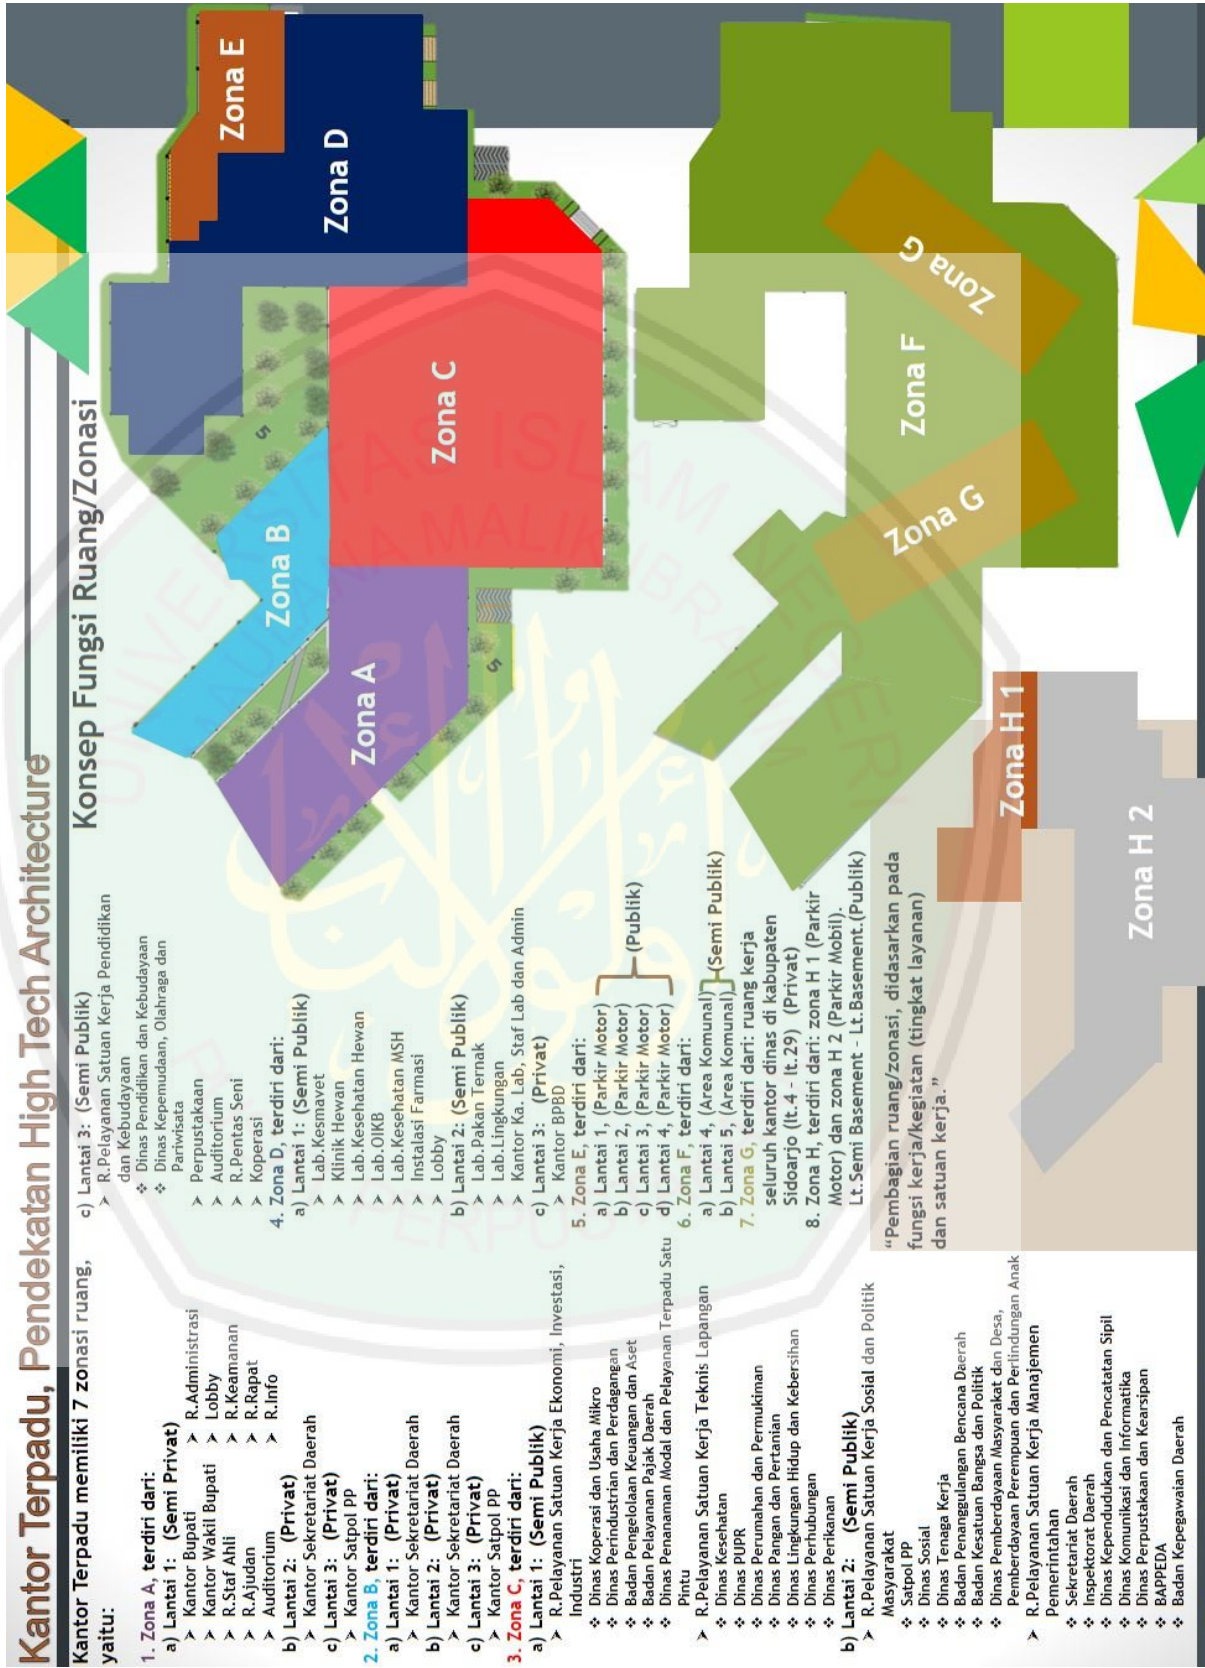 Kantor Terpadu, Pendekatan High Tech Architecture
Kantor Terpadu memiliki 7 zonasi ruang,
yaitu:
1. Zona A, terdiri dari:
a) Lantai 1: (Semi Privat)
➢ Kantor Bupati
➢ Kantor Wakil Bupati
➢ R.Staf Ahli
➢ R.Ajudan
➢ Auditorium
➢ R.Administrasi
➢ Lobby
➢ R.Keamanan
➢ R.Rapat
➢ R.Info
b) Lantai 2: (Privat)
➢ Kantor Sekretariat Daerah
c) Lantai 3: (Privat)
➢ Kantor Satpol PP
2. Zona B, terdiri dari:
a) Lantai 1: (Privat)
➢ Kantor Sekretariat Daerah
b) Lantai 2: (Privat)
➢ Kantor Sekretariat Daerah
c) Lantai 3: (Privat)
➢ Kantor Satpol PP
3. Zona C, terdiri dari:
a) Lantai 1: (Semi Publik)
➢ R.Pelayanan Satuan Kerja Ekonomi, Investasi,
Industri
❖ Dinas Koperasi dan Usaha Mikro
❖ Dinas Perindustrian dan Perdagangan
❖ Badan Pengelolaan Keuangan dan Aset
❖ Badan Pelayanan Pajak Daerah
❖ Dinas Penanaman Modal dan Pelayanan Terpadu Satu
Pintu
➢ R.Pelayanan Satuan Kerja Teknis Lapangan
❖ Dinas Kesehatan
❖ Dinas PUPR
❖ Dinas Perumahan dan Permukiman
❖ Dinas Pangan dan Pertanian
❖ Dinas Lingkungan Hidup dan Kebersihan
❖ Dinas Perhubungan
❖ Dinas Perikanan
b) Lantai 2: (Semi Publik)
➢ R.Pelayanan Satuan Kerja Sosial dan Politik
Masyarakat
❖ Satpol PP
❖ Dinas Sosial
❖ Dinas Tenaga Kerja
❖ Badan Penanggulangan Bencana Daerah
❖ Badan Kesatuan Bangsa dan Politik
❖ Dinas Pemberdayaan Masyarakat dan Desa,
Pemberdayaan Perempuan dan Perlindungan Anak
➢ R.Pelayanan Satuan Kerja Manajemen
Pemerintahan
❖ Sekretariat Daerah
❖ Inspektorat Daerah
❖ Dinas Kependudukan dan Pencatatan Sipil
❖ Dinas Komunikasi dan Informatika
❖ Dinas Perpustakaan dan Kearsipan
❖ BAPPEDA
❖ Badan Kepegawaian Daerah
c) Lantai 3: (Semi Publik)
➢ R.Pelayanan Satuan Kerja Pendidikan
dan Kebudayaan
❖ Dinas Pendidikan dan Kebudayaan
❖ Dinas Kepemudaan, Olahraga dan
Pariwisata
➢ Perpustakaan
➢ Auditorium
➢ R.Pentas Seni
➢ Koperasi
4. Zona D, terdiri dari:
a) Lantai 1: (Semi Publik)
➢ Lab.Kesmavet
➢ Klinik Hewan
➢ Lab.Kesehatan Hewan
➢ Lab.OIKB
➢ Lab.Kesehatan MSH
➢ Instalasi Farmasi
➢ Lobby
b) Lantai 2: (Semi Publik)
➢ Lab.Pakan Ternak
➢ Lab.Lingkungan
➢ Kantor Ka. Lab, Staf Lab dan Admin
c) Lantai 3: (Privat)
➢ Kantor BPBD
5. Zona E, terdiri dari:
a) Lantai 1, (Parkir Motor)
b) Lantai 2, (Parkir Motor)
c) Lantai 3, (Parkir Motor)
d) Lantai 4, (Parkir Motor)
(Publik)
6. Zona F, terdiri dari:
a) Lantai 4, (Area Komunal)
b) Lantai 5, (Area Komunal)
(Semi Publik)
7. Zona G, terdiri dari: ruang kerja
seluruh kantor dinas di kabupaten
Sidoarjo (lt.4 - lt.29) (Privat)
8. Zona H, terdiri dari: zona H 1 (Parkir
Motor) dan zona H 2 (Parkir Mobil).
Lt.Semi Basement - Lt.Basement.(Publik)
"Pembagian ruang/zonasi, didasarkan pada
fungsi kerja/kegiatan (tingkat layanan)
dan satuan kerja."
Konsep Fungsi Ruang/Zonasi
Zona E
Zona D
Zona C
Zona B
Zona A
5
5
Zona G
Zona F
Zona G
Zona H 1
Zona H 2
UNIVERSITAS ISLAM NEGERI
MAULANA MALIK IBRAHIM